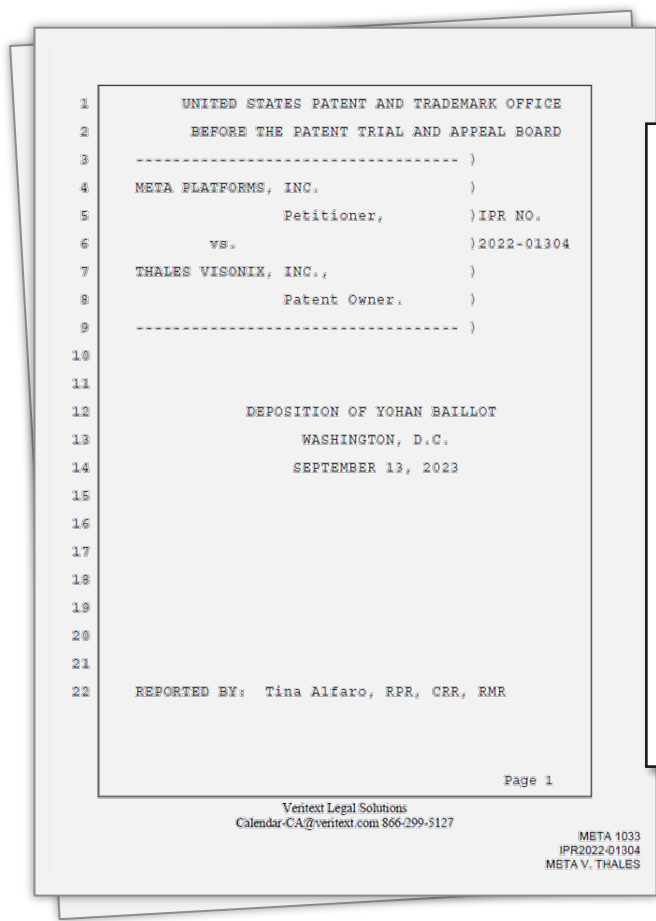 1 UNITED STATES PATENT AND TRADEMARK OFFICE
2 BEFORE THE PATENT TRIAL AND APPEAL BOARD
3 ----------------------------------- )
4 META PLATFORMS, INC. )
5 Petitioner, )IPR NO.
6 vs. )2022-01304
7 THALES VISONIX, INC., )
8 Patent Owner. )
9 ----------------------------------- )
10
11
12 DEPOSITION OF YOHAN BAILLOT
13 WASHINGTON, D.C.
14 SEPTEMBER 13, 2023
15
16
17
18
19
20
21
22 REPORTED BY: Tina Alfaro, RPR, CRR, RMR
Page 1
Veritext Legal Solutions
Calendar-CA@veritext.com 866-299-5127
META 1033
IPR2022-01304
META V. THALES